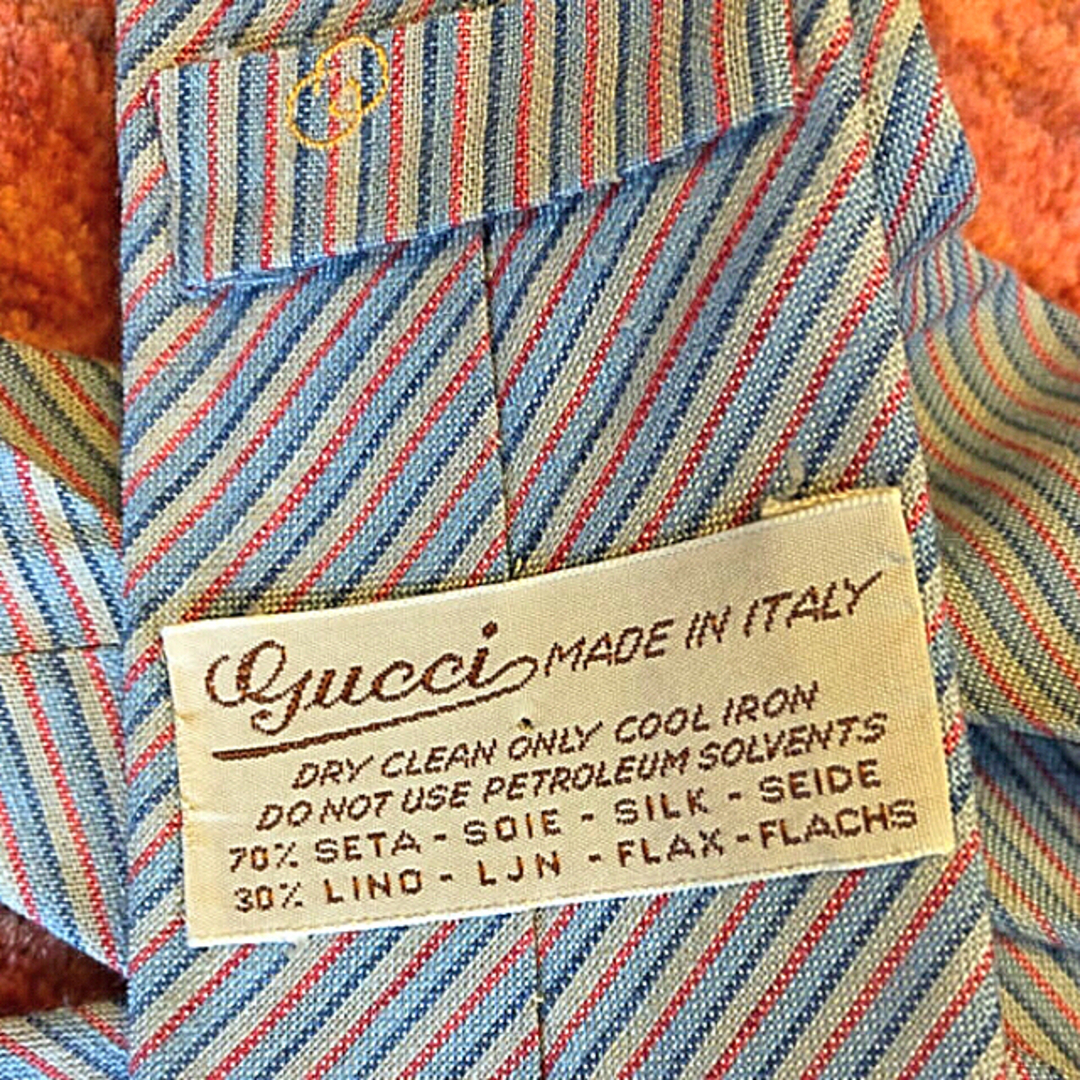 Gucci MADE IN ITALY
DRY CLEAN ONLY COOL IRON
DO NOT USE PETROLEUM SOLVENTS
70% SETA - SOIE - SILK - SEIDE
30% LINO - LJN - FLAX - FLACHS